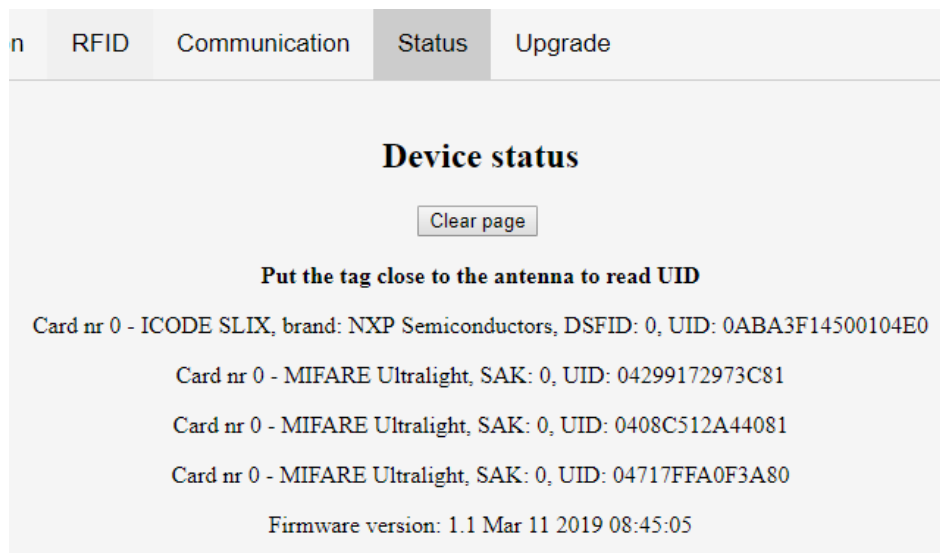 n RFID Communication Status Upgrade
Device status
Clear page
Put the tag close to the antenna to read UID
Card nr 0 - ICODE SLIX, brand: NXP Semiconductors, DSFID: 0, UID: 0ABA3F14500104E0
Card nr 0 - MIFARE Ultralight, SAK: 0, UID: 04299172973C81
Card nr 0 - MIFARE Ultralight, SAK: 0, UID: 0408C512A44081
Card nr 0 - MIFARE Ultralight, SAK: 0, UID: 04717FFA0F3A80
Firmware version: 1.1 Mar 11 2019 08:45:05